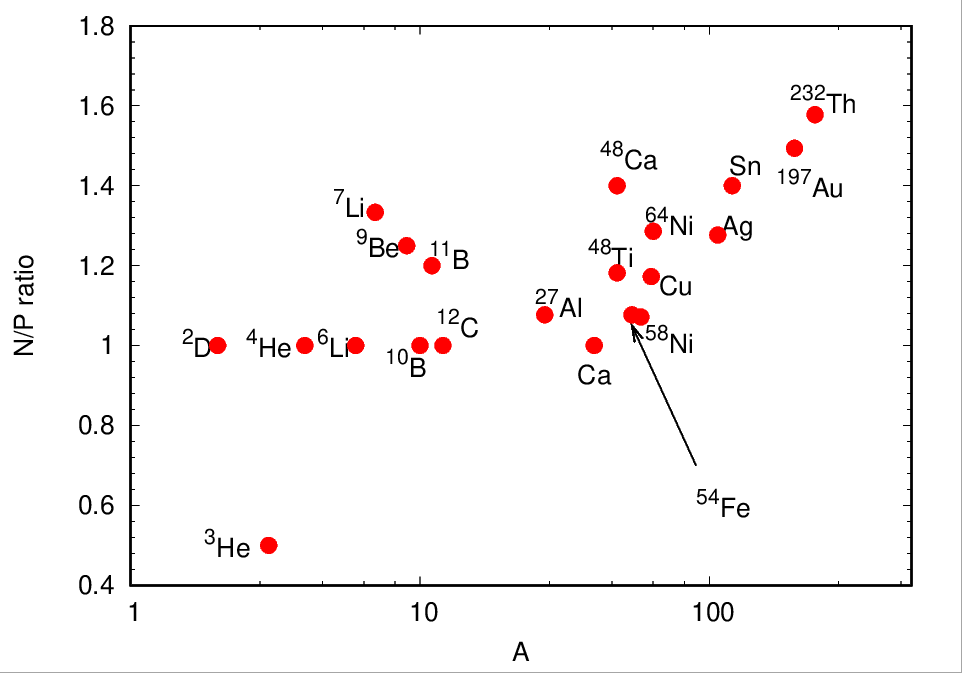 1.8
1.6
1.4
1.2
1
0.8
0.6
0.4
N/P ratio
²³²Th
¹⁹⁷Au
Sn
⁴⁸Ca
⁶⁴Ni
Ag
⁷Li
⁹Be
¹¹B
⁴⁸Ti
Cu
²⁷Al
¹²C
⁵⁸Ni
²D
⁴He
⁶Li
¹⁰B
Ca
⁵⁴Fe
³He
1
10
100
A